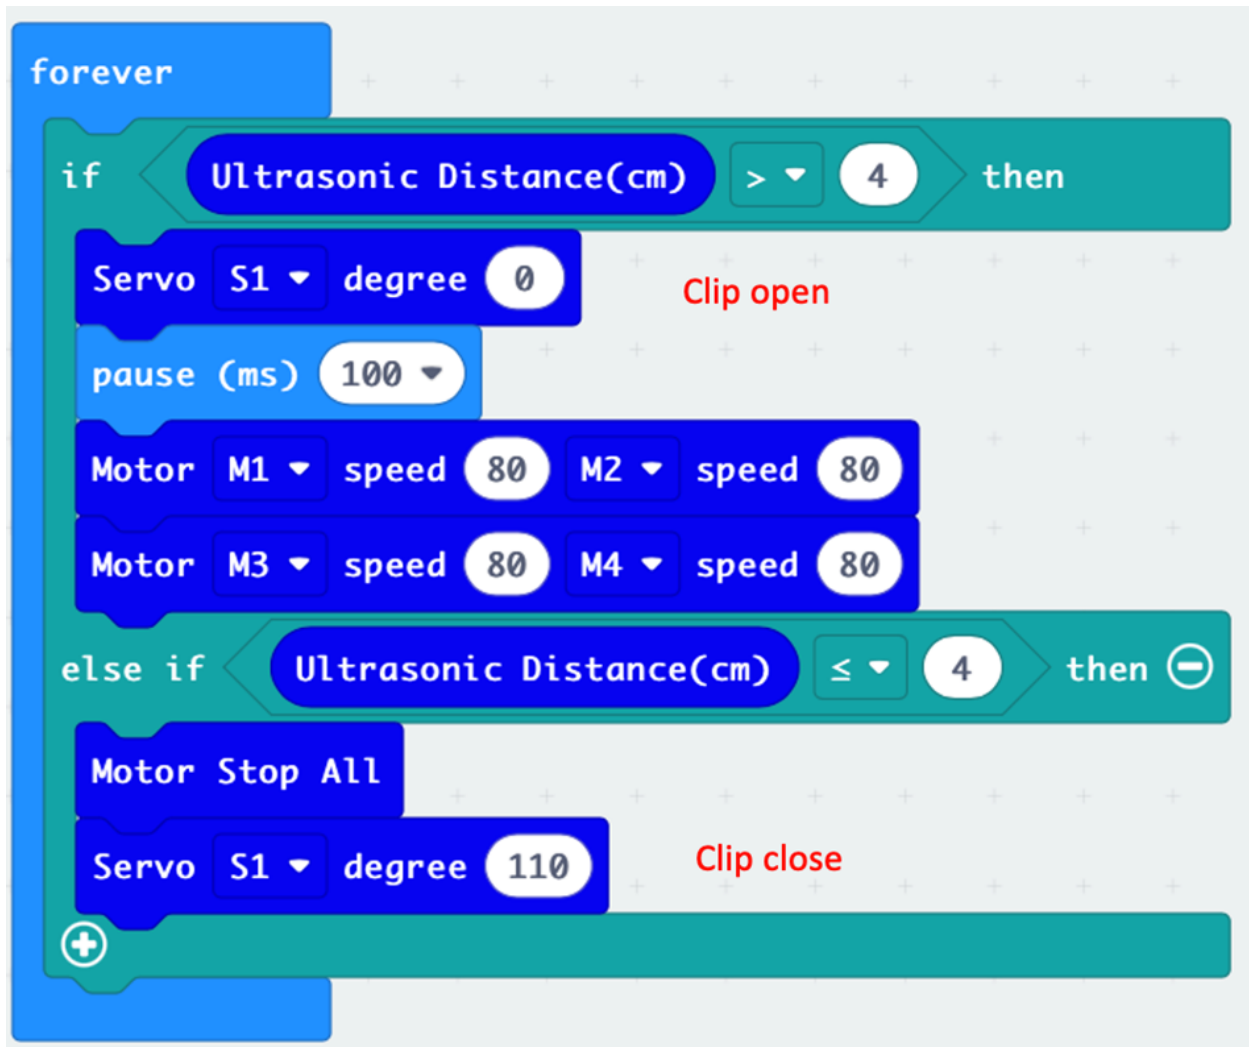 forever
if Ultrasonic Distance(cm) > 4 then
Servo S1 degree 0
Clip open
pause (ms) 100
Motor M1 speed 80 M2 speed 80
Motor M3 speed 80 M4 speed 80
else if Ultrasonic Distance(cm) ≤ 4 then
Motor Stop All
Servo S1 degree 110
Clip close